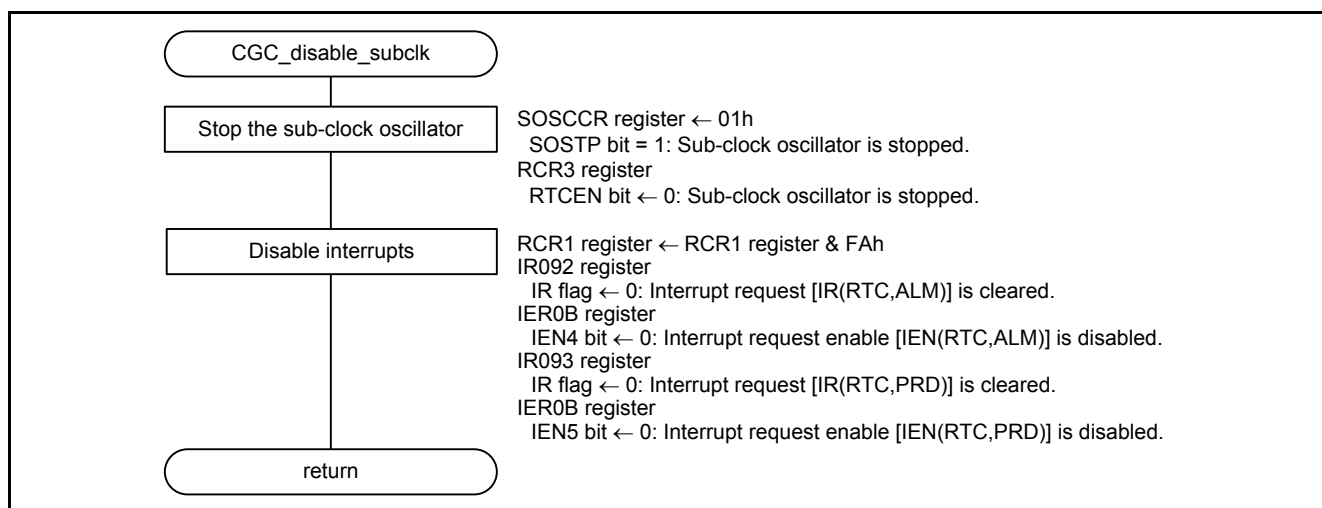 CGC_disable_subclk
Stop the sub-clock oscillator
SOSCCR register ← 01h
SOSTP bit = 1: Sub-clock oscillator is stopped.
RCR3 register
RTCEN bit ← 0: Sub-clock oscillator is stopped.
Disable interrupts
RCR1 register ← RCR1 register & FAh
IR092 register
IR flag ← 0: Interrupt request [IR(RTC,ALM)] is cleared.
IER0B register
IEN4 bit ← 0: Interrupt request enable [IEN(RTC,ALM)] is disabled.
IR093 register
IR flag ← 0: Interrupt request [IR(RTC,PRD)] is cleared.
IER0B register
IEN5 bit ← 0: Interrupt request enable [IEN(RTC,PRD)] is disabled.
return